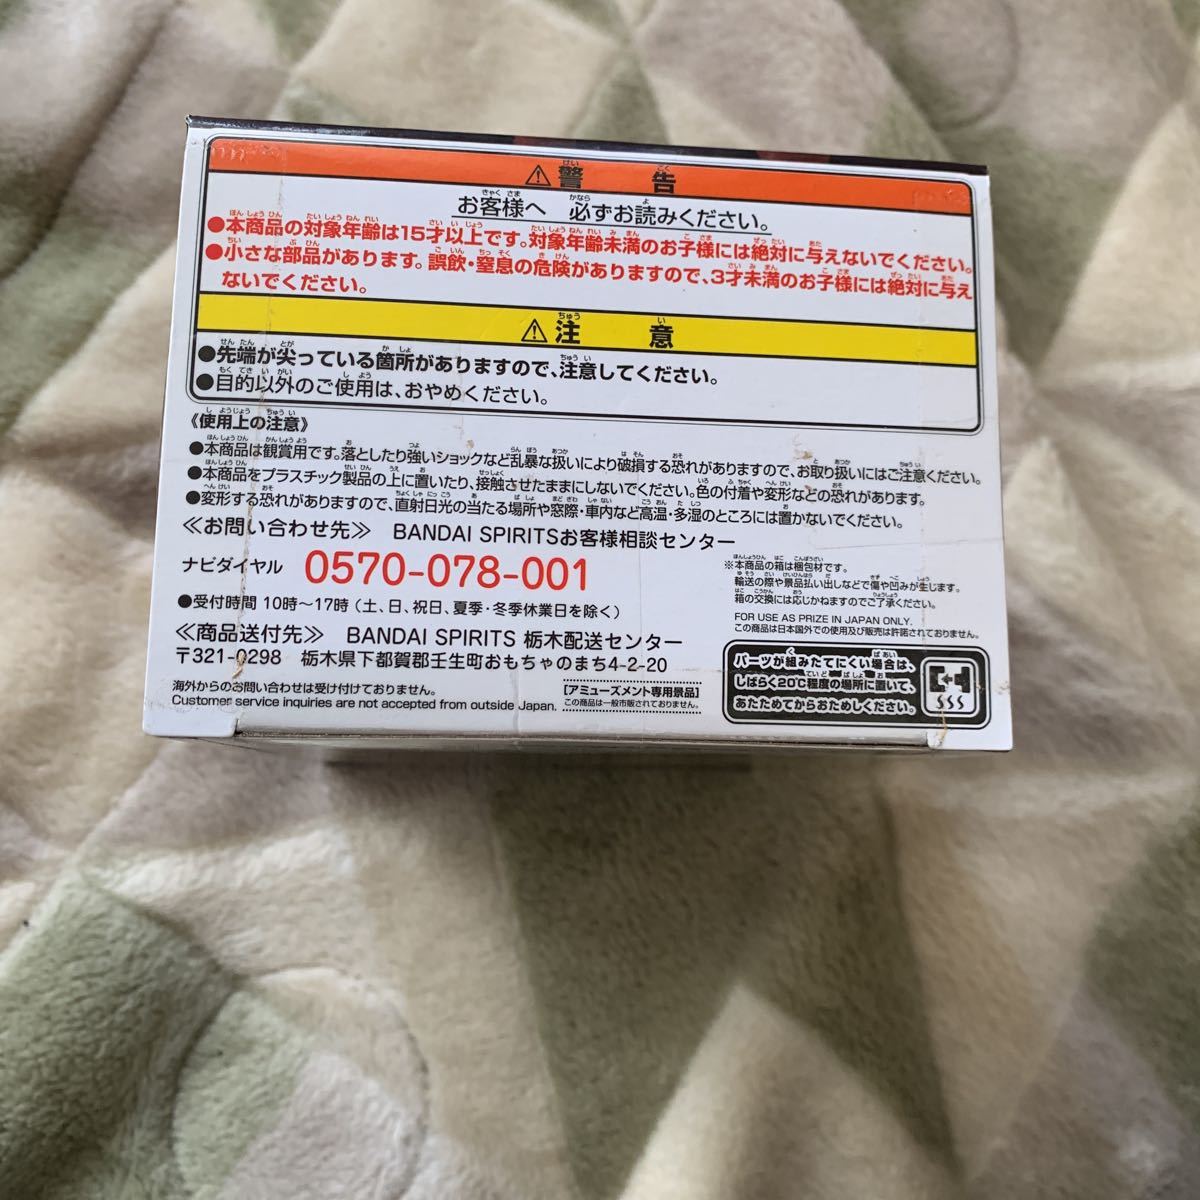 ⚠警告
お客様へ 必ずお読みください。
●本商品の対象年齢は15才以上です。対象年齢未満のお子様には絶対に与えないでください。
●小さな部品があります。誤飲・窒息の危険がありますので、3才未満のお子様には絶対に与え
ないでください。
⚠注意
●先端が尖っている箇所がありますので、注意してください。
●目的以外のご使用は、おやめください。
《使用上の注意》
●本商品は観賞用です。落としたり強いショックなど乱暴な扱いにより破損する恐れがありますので、お取り扱いにはご注意ください。
●本商品をプラスチック製品の上に置いたり、接触させたままにしないでください。色の付着や変形などの恐れがあります。
●変形する恐れがありますので、直射日光の当たる場所や窓際・車内など高温・多湿のところには置かないでください。
≪お問い合わせ先≫ BANDAI SPIRITSお客様相談センター
ナビダイヤル 0570-078-001
●受付時間 10時～17時（土、日、祝日、夏季・冬季休業日を除く）
≪商品送付先≫ BANDAI SPIRITS 栃木配送センター
〒321-0298 栃木県下都賀郡壬生町おもちゃのまち4-2-20
海外からのお問い合わせは受け付けておりません。
Customer service inquiries are not accepted from outside Japan.
[アミューズメント専用景品]
この商品は一般市販されておりません。
※本商品の箱は梱包材です。
輸送の際や景品払い出しなどで傷や凹みが生じます。
箱の交換には応じかねますのでご了承ください。
FOR USE AS PRIZE IN JAPAN ONLY.
この商品は日本国外での使用及び販売は許諾されておりません。
パーツが組みたてにくい場合は、
しばらく20℃程度の場所に置いて、
あたためてからおためしください。